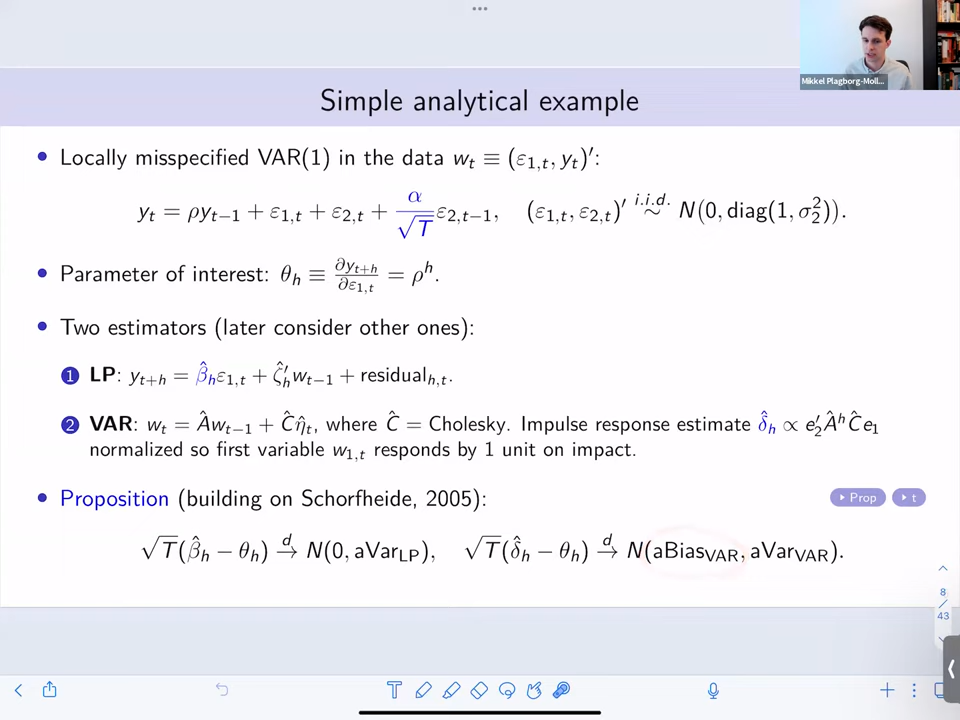 Mikkel Plagborg-Moll...
Simple analytical example
• Locally misspecified VAR(1) in the data w_t ≡ (ε_{1,t}, y_t)′:
y_t = ρy_{t−1} + ε_{1,t} + ε_{2,t} + α/√T ε_{2,t−1}, (ε_{1,t}, ε_{2,t})′ i.i.d. ∼ N(0, diag(1, σ_2^2)).
• Parameter of interest: θ_h ≡ ∂y_{t+h}/∂ε_{1,t} = ρ^h.
• Two estimators (later consider other ones):
1 LP: y_{t+h} = β̂_h ε_{1,t} + ζ̂′_h w_{t−1} + residual_{h,t}.
2 VAR: w_t = Âw_{t−1} + Ĉη̂_t, where Ĉ = Cholesky. Impulse response estimate δ̂_h ∝ e′_2 Â^h Ĉe_1
normalized so first variable w_{1,t} responds by 1 unit on impact.
• Proposition (building on Schorfheide, 2005): ▸ Prop ▸ t
√T(β̂_h − θ_h) →d N(0, aVar_LP), √T(δ̂_h − θ_h) →d N(aBias_VAR, aVar_VAR).
8
/
43